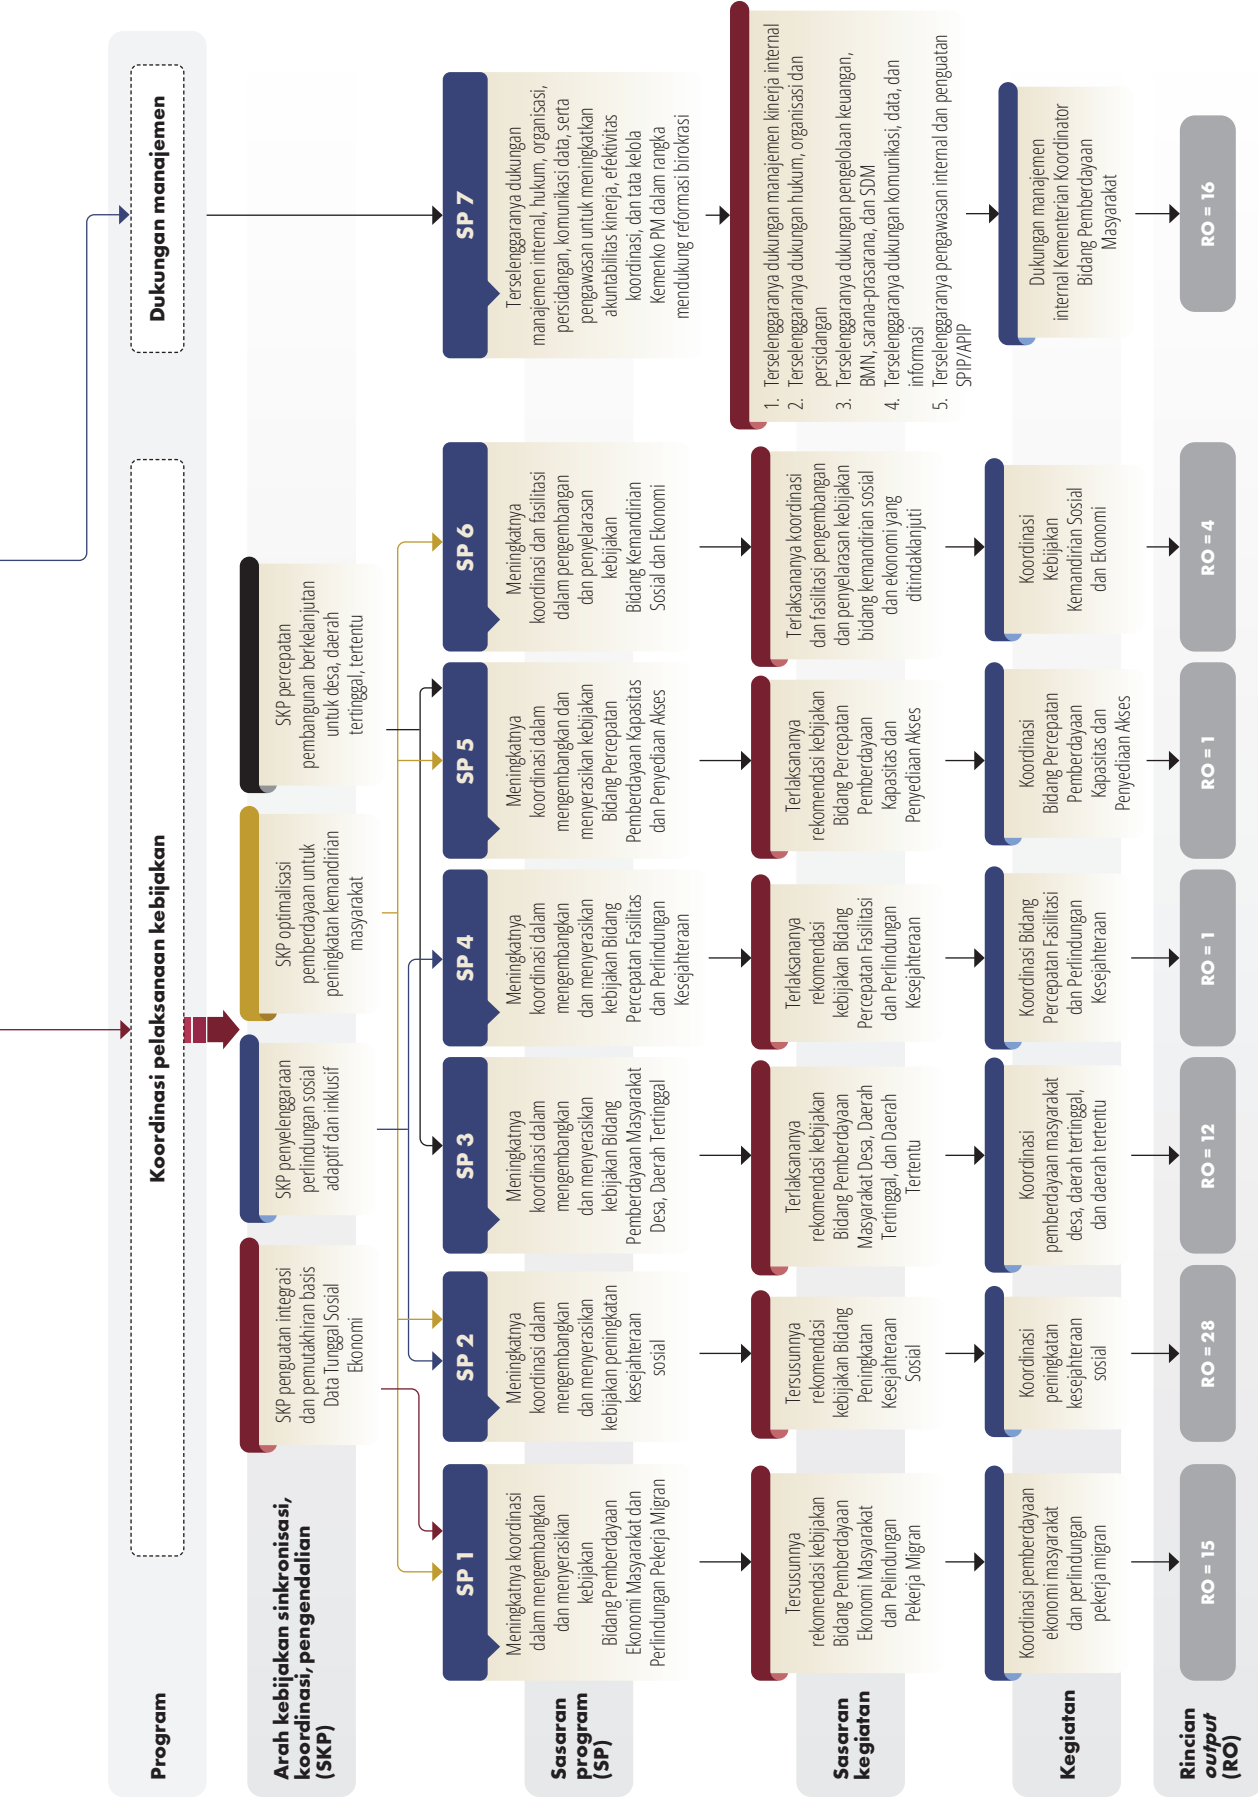 Program
Koordinasi pelaksanaan kebijakan
Dukungan manajemen
Arah kebijakan sinkronisasi,
koordinasi, pengendalian
(SKP)
SKP penguatan integrasi
dan pemutakhiran basis
Data Tunggal Sosial
Ekonomi
SKP penyelenggaraan
perlindungan sosial
adaptif dan inklusif
SKP optimalisasi
pemberdayaan untuk
peningkatan kemandirian
masyarakat
SKP percepatan
pembangunan berkelanjutan
untuk desa, daerah
tertinggal, tertentu
Sasaran
program
(SP)
SP 1
Meningkatnya koordinasi
dalam mengembangkan
dan menyerasikan
kebijakan
Bidang Pemberdayaan
Ekonomi Masyarakat dan
Perlindungan Pekerja Migran
SP 2
Meningkatnya
koordinasi dalam
mengembangkan
dan menyerasikan
kebijakan peningkatan
kesejahteraan
sosial
SP 3
Meningkatnya
koordinasi dalam
mengembangkan
dan menyerasikan
kebijakan Bidang
Pemberdayaan Masyarakat
Desa, Daerah Tertinggal
SP 4
Meningkatnya
koordinasi dalam
mengembangkan
dan menyerasikan
kebijakan Bidang
Percepatan Fasilitas
dan Perlindungan
Kesejahteraan
SP 5
Meningkatnya
koordinasi dalam
mengembangkan dan
menyerasikan kebijakan
Bidang Percepatan
Pemberdayaan Kapasitas
dan Penyediaan Akses
SP 6
Meningkatnya
koordinasi dan fasilitasi
dalam pengembangan
dan penyelarasan
kebijakan
Bidang Kemandirian
Sosial dan Ekonomi
SP 7
Terselenggaranya dukungan
manajemen internal, hukum, organisasi,
persidangan, komunikasi data, serta
pengawasan untuk meningkatkan
akuntabilitas kinerja, efektivitas
koordinasi, dan tata kelola
Kemenko PM dalam rangka
mendukung reformasi birokrasi
Sasaran
kegiatan
Tersusunnya
rekomendasi kebijakan
Bidang Pemberdayaan
Ekonomi Masyarakat
dan Pelindungan
Pekerja Migran
Tersusunnya
rekomendasi
kebijakan Bidang
Peningkatan
Kesejahteraan
Sosial
Terlaksananya
rekomendasi kebijakan
Bidang Pemberdayaan
Masyarakat Desa, Daerah
Tertinggal, dan Daerah
Tertentu
Terlaksananya
rekomendasi
kebijakan Bidang
Percepatan Fasilitasi
dan Perlindungan
Kesejahteraan
Terlaksananya
rekomendasi kebijakan
Bidang Percepatan
Pemberdayaan
Kapasitas dan
Penyediaan Akses
Terlaksananya koordinasi
dan fasilitasi pengembangan
dan penyelarasan kebijakan
bidang kemandirian sosial
dan ekonomi yang
ditindaklanjuti
1. Terselenggaranya dukungan manajemen kinerja internal
2. Terselenggaranya dukungan hukum, organisasi dan
persidangan
3. Terselenggaranya dukungan pengelolaan keuangan,
BMN, sarana-prasarana, dan SDM
4. Terselenggaranya dukungan komunikasi, data, dan
informasi
5. Terselenggaranya pengawasan internal dan penguatan
SPIP/APIP
Kegiatan
Koordinasi pemberdayaan
ekonomi masyarakat
dan perlindungan
pekerja migran
Koordinasi
peningkatan
kesejahteraan
sosial
Koordinasi
pemberdayaan masyarakat
desa, daerah tertinggal,
dan daerah tertentu
Koordinasi Bidang
Percepatan Fasilitasi
dan Perlindungan
Kesejahteraan
Koordinasi
Bidang Percepatan
Pemberdayaan
Kapasitas dan
Penyediaan Akses
Koordinasi
Kebijakan
Kemandirian Sosial
dan Ekonomi
Dukungan manajemen
internal Kementerian Koordinator
Bidang Pemberdayaan
Masyarakat
Rincian
output
(RO)
RO = 15
RO = 28
RO = 12
RO = 1
RO = 1
RO = 4
RO = 16